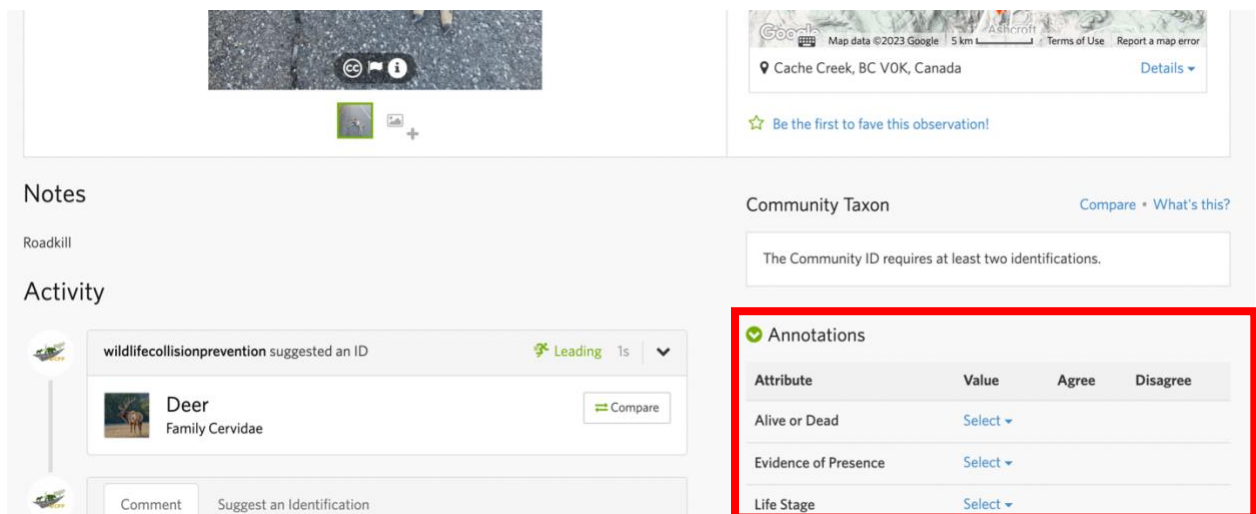 Google
Ashcroft
Map data ©2023 Google 5 km Terms of Use Report a map error
Cache Creek, BC V0K, Canada Details
Be the first to fave this observation!
Notes
Roadkill
Activity
wildlifecollisionprevention suggested an ID Leading 1s
Deer
Family Cervidae
Compare
Comment Suggest an Identification
Community Taxon Compare • What's this?
The Community ID requires at least two identifications.
Annotations
Attribute Value Agree Disagree
Alive or Dead Select
Evidence of Presence Select
Life Stage Select